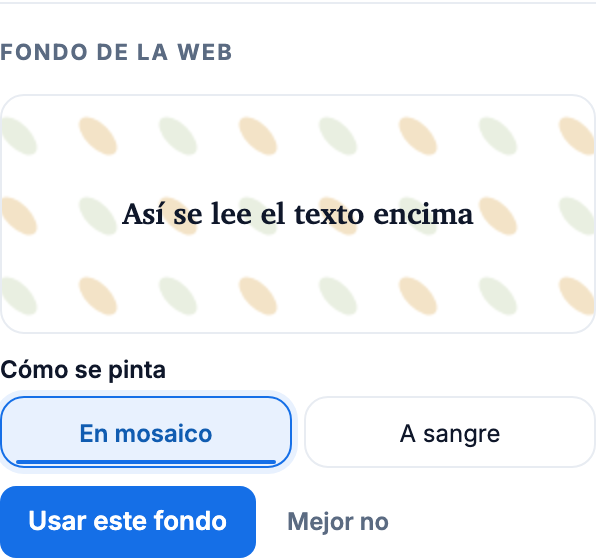 FONDO DE LA WEB
Así se lee el texto encima
Cómo se pinta
En mosaico
A sangre
Usar este fondo
Mejor no